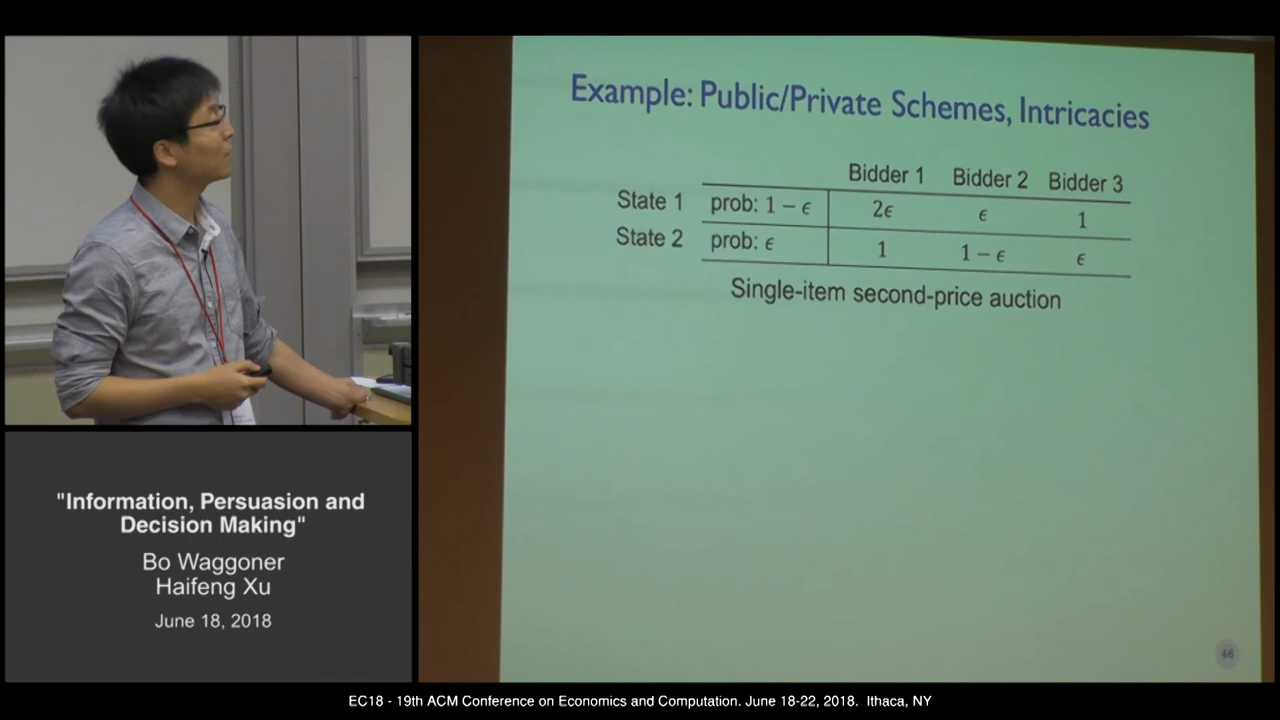 Example: Public/Private Schemes, Intricacies
Bidder 1 Bidder 2 Bidder 3
State 1 prob: 1 − ϵ 2ϵ ϵ 1
State 2 prob: ϵ 1 1 − ϵ ϵ
Single-item second-price auction
46
"Information, Persuasion and
Decision Making"
Bo Waggoner
Haifeng Xu
June 18, 2018
EC18 - 19th ACM Conference on Economics and Computation. June 18-22, 2018. Ithaca, NY